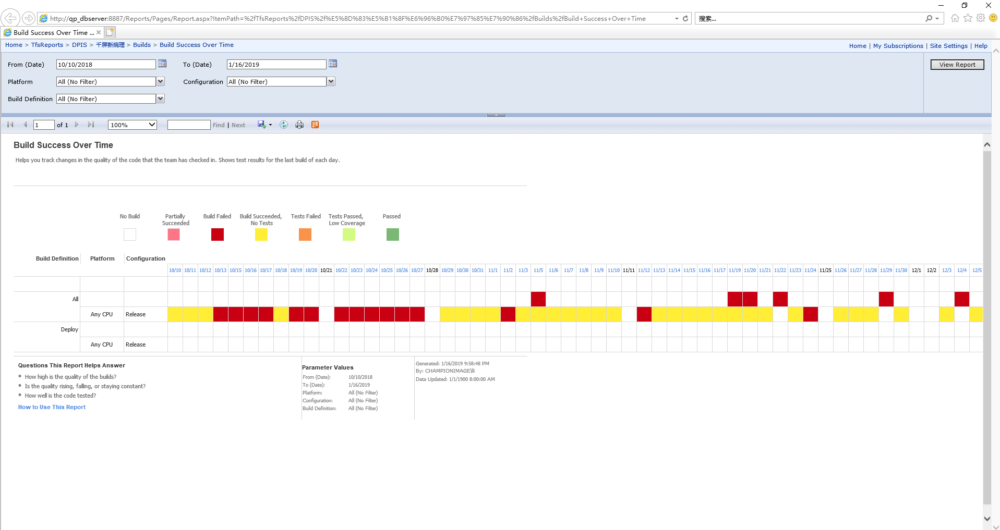 http://qp_dbserver:8887/Reports/Pages/Report.aspx?ItemPath=%2fTfsReports%2fDPIS%2f%E5%8D%83%E5%B1%8F%E6%96%B0%E7%97%85%E7%90%86%2fBuilds%2fBuild+Success+Over+Time 搜索...
Build Success Over Time ...
Home > TfsReports > DPIS > 千屏新病理 > Builds > Build Success Over Time Home | My Subscriptions | Site Settings | Help
From (Date) 10/10/2018 To (Date) 1/16/2019 View Report
Platform All (No Filter) Configuration All (No Filter)
Build Definition All (No Filter)
1 of 1 100% Find | Next
Build Success Over Time
Helps you track changes in the quality of the code that the team has checked in. Shows test results for the last build of each day.
No Build Partially Succeeded Build Failed Build Succeeded, No Tests Tests Failed Tests Passed, Low Coverage Passed
Build Definition Platform Configuration
10/10 10/11 10/12 10/13 10/15 10/16 10/17 10/18 10/19 10/20 10/21 10/22 10/23 10/24 10/25 10/26 10/27 10/28 10/29 10/30 10/31 11/1 11/2 11/3 11/5 11/6 11/7 11/8 11/9 11/10 11/11 11/12 11/13 11/14 11/15 11/16 11/17 11/19 11/20 11/21 11/22 11/23 11/24 11/25 11/26 11/27 11/28 11/29 11/30 12/1 12/2 12/3 12/4 12/5
All
Any CPU Release
Deploy
Any CPU Release
Questions This Report Helps Answer
• How high is the quality of the builds?
• Is the quality rising, falling, or staying constant?
• How well is the code tested?
How to Use This Report
Parameter Values
From (Date): 10/10/2018
To (Date): 1/16/2019
Platform: All (No Filter)
Configuration: All (No Filter)
Build Definition: All (No Filter)
Generated: 1/16/2019 9:58:48 PM
By: CHAMPIONIMAGE\lli
Data Updated: 1/1/1900 8:00:00 AM